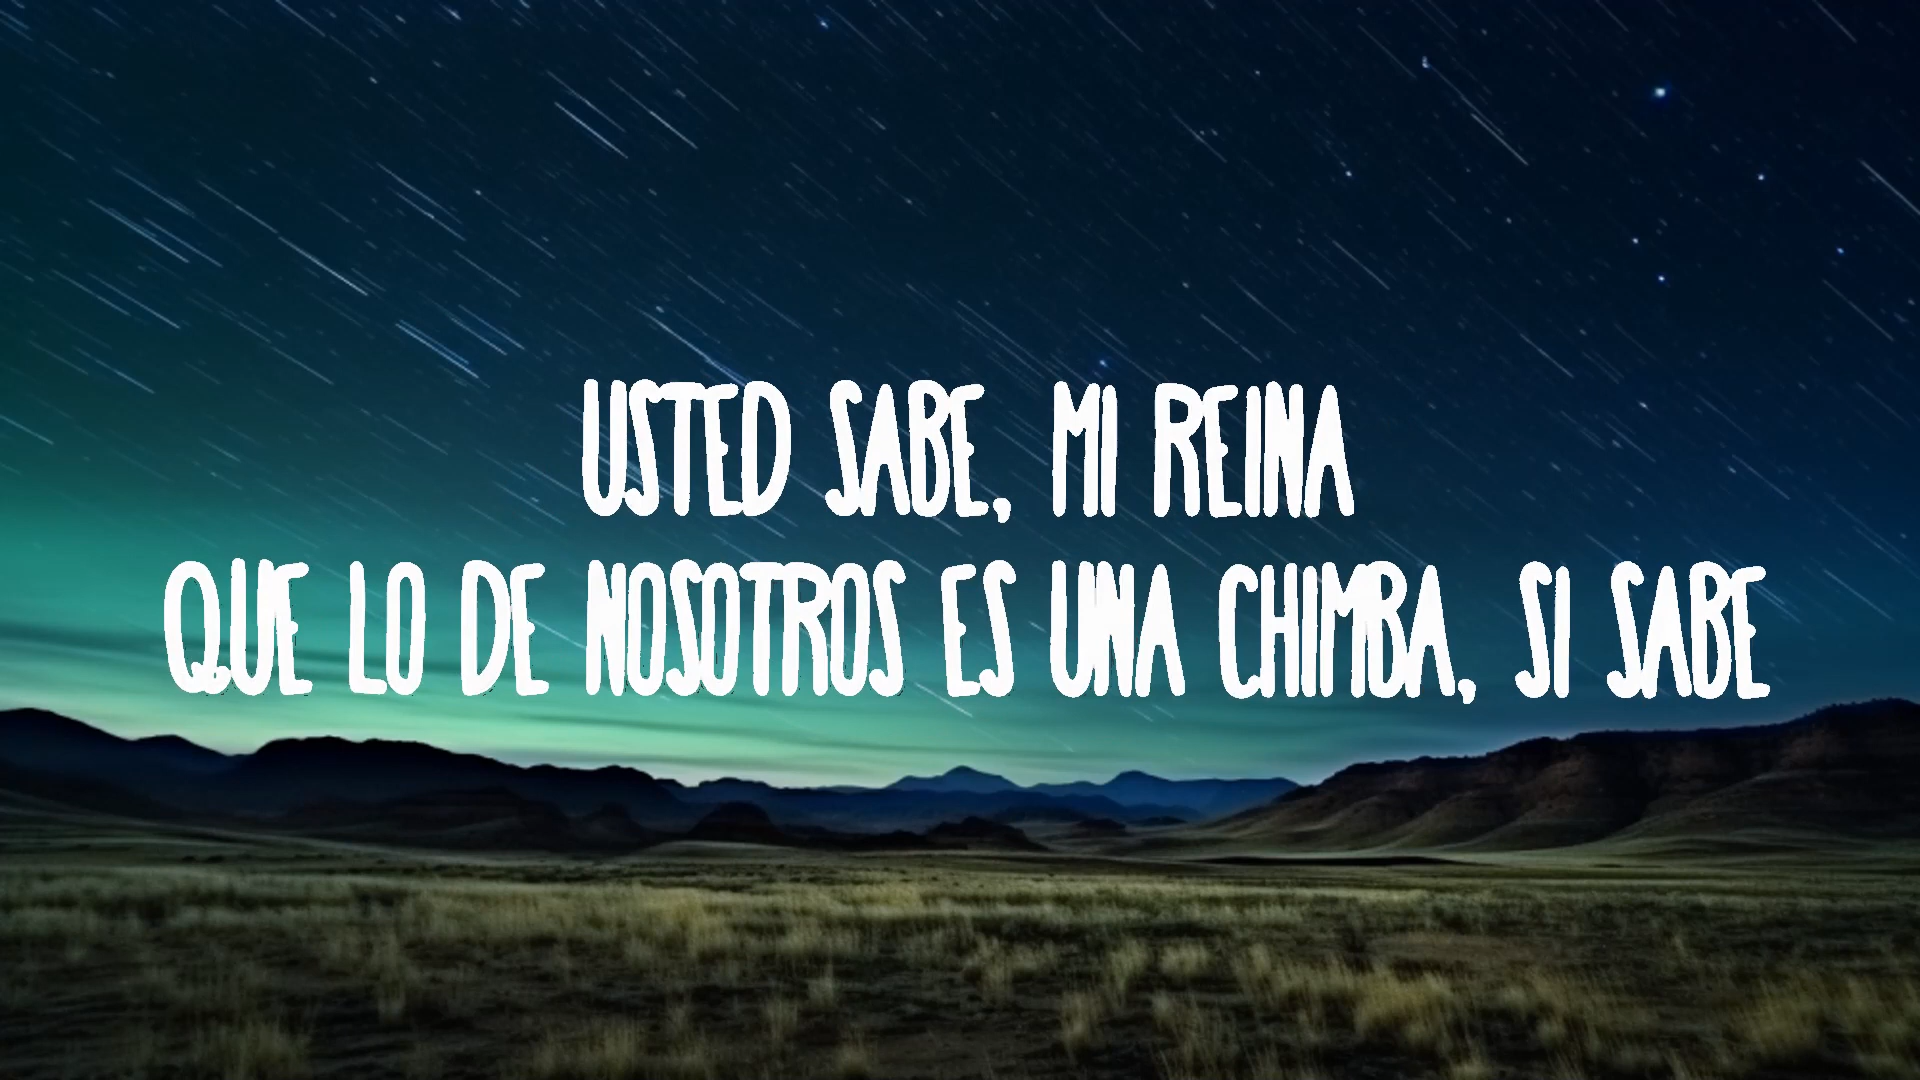 USTED SABE, MI REINA
QUE LO DE NOSOTROS ES UNA CHIMBA, SI SABE